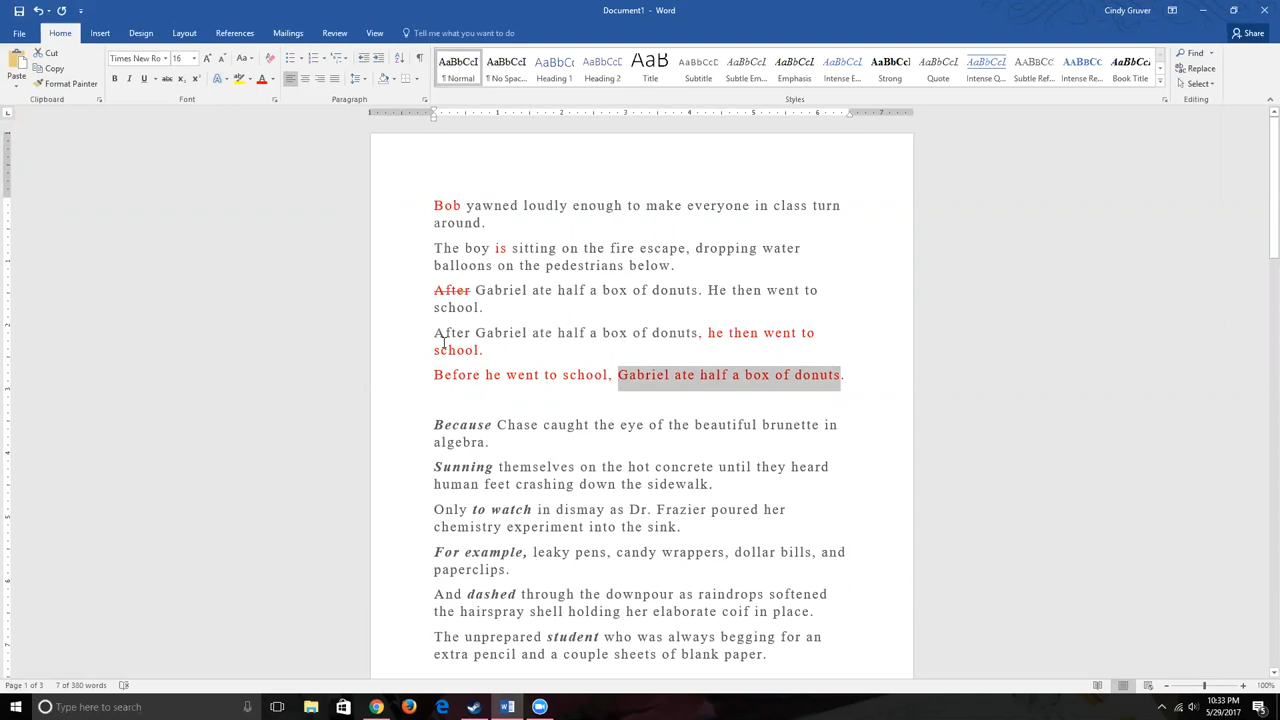 Document1 - Word
Cindy Gruver
File Home Insert Design Layout References Mailings Review View Tell me what you want to do Share
Paste Cut Copy Format Painter
Clipboard
Times New Ro 16
Font
Paragraph
AaBbCcI AaBbCcI AaBbCc AaBbCc AaB AaBbCcD AaBbCcI AaBbCcI AaBbCcI AaBbCc AaBbCcI AaBbCcI AaBbCc AaBbCc AaBbCc
¶ Normal ¶ No Spac... Heading 1 Heading 2 Title Subtitle Subtle Em... Emphasis Intense E... Strong Quote Intense Q... Subtle Ref... Intense Re... Book Title
Styles
Find
Replace
Select
Editing
Bob yawned loudly enough to make everyone in class turn
around.
The boy is sitting on the fire escape, dropping water
balloons on the pedestrians below.
After Gabriel ate half a box of donuts. He then went to
school.
After Gabriel ate half a box of donuts, he then went to
school.
Before he went to school, Gabriel ate half a box of donuts.
Because Chase caught the eye of the beautiful brunette in
algebra.
Sunning themselves on the hot concrete until they heard
human feet crashing down the sidewalk.
Only to watch in dismay as Dr. Frazier poured her
chemistry experiment into the sink.
For example, leaky pens, candy wrappers, dollar bills, and
paperclips.
And dashed through the downpour as raindrops softened
the hairspray shell holding her elaborate coif in place.
The unprepared student who was always begging for an
extra pencil and a couple sheets of blank paper.
Page 1 of 3 7 of 380 words
100%
Type here to search
10:33 PM
5/29/2017